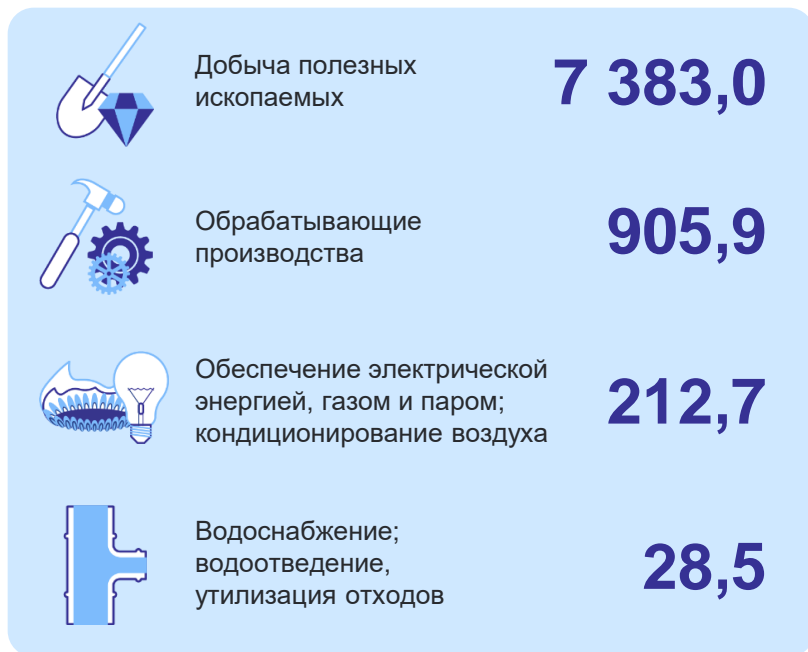 Добыча полезных
ископаемых
7 383,0
Обрабатывающие
производства
905,9
Обеспечение электрической
энергией, газом и паром;
кондиционирование воздуха
212,7
Водоснабжение;
водоотведение,
утилизация отходов
28,5